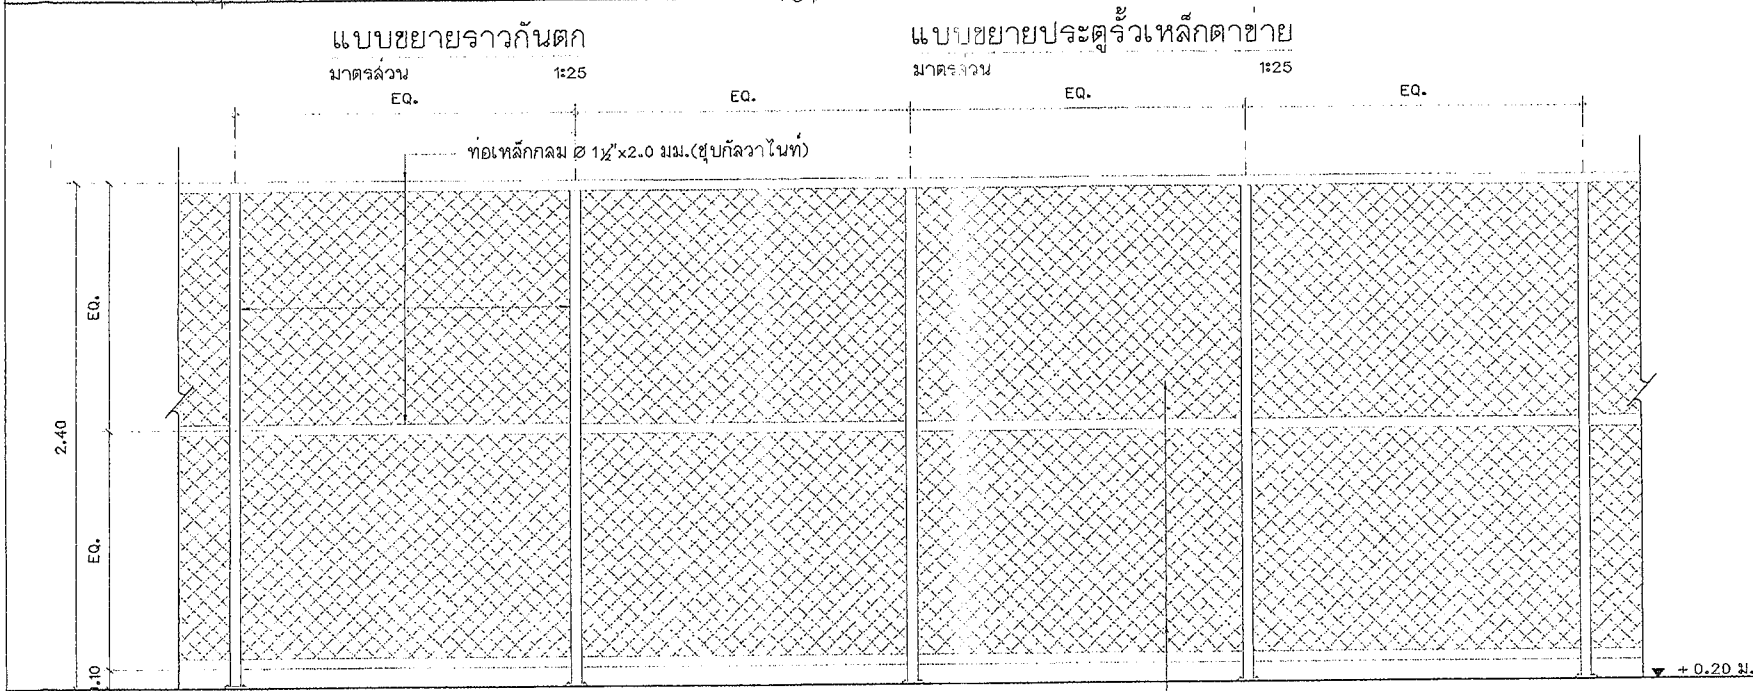 แบบขยายราวกันตก
มาตรส่วน 1:25
แบบขยายประตูรั้วเหล็กตาข่าย
มาตรส่วน 1:25
EQ. EQ. EQ. EQ.
ท่อเหล็กกลม Ø 1½"x2.0 มม.(ชุบกัลวาไนท์)
EQ.
2.40
EQ.
.10
+0.20 ม.